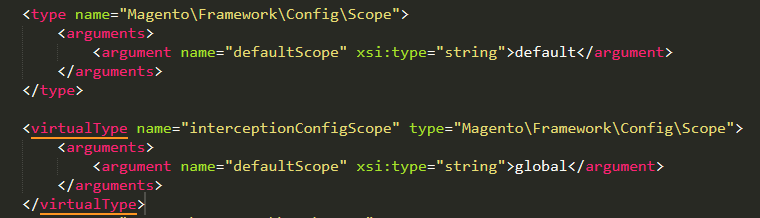 <type name="Magento\Framework\Config\Scope">
    <arguments>
        <argument name="defaultScope" xsi:type="string">default</argument>
    </arguments>
</type>

<virtualType name="interceptionConfigScope" type="Magento\Framework\Config\Scope">
    <arguments>
        <argument name="defaultScope" xsi:type="string">global</argument>
    </arguments>
</virtualType>